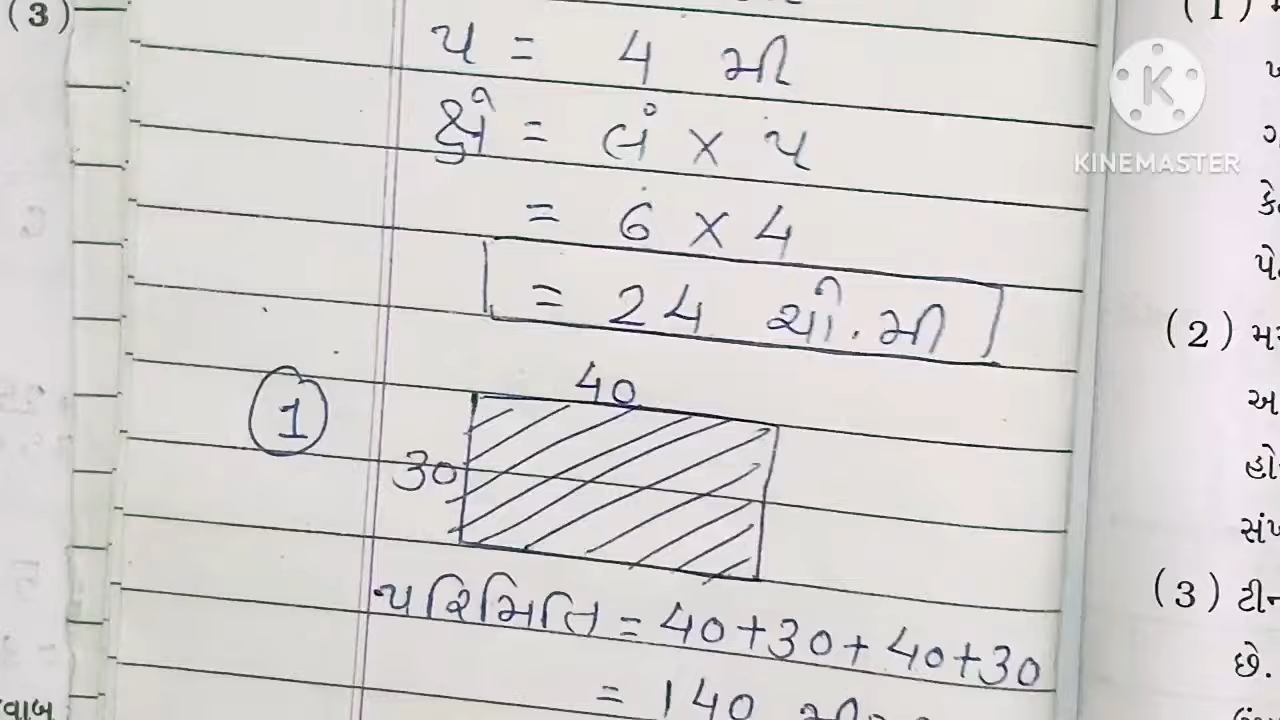 (3)
પ = 4 મી
ક્ષે = લં × પ
= 6 × 4
= 24 ચો.મી
1
40
30
પરિમિતિ = 40+30+40+30
= 140
વાબ
K
KINEMASTER
(1)
(2)
અ
(3)
છે.